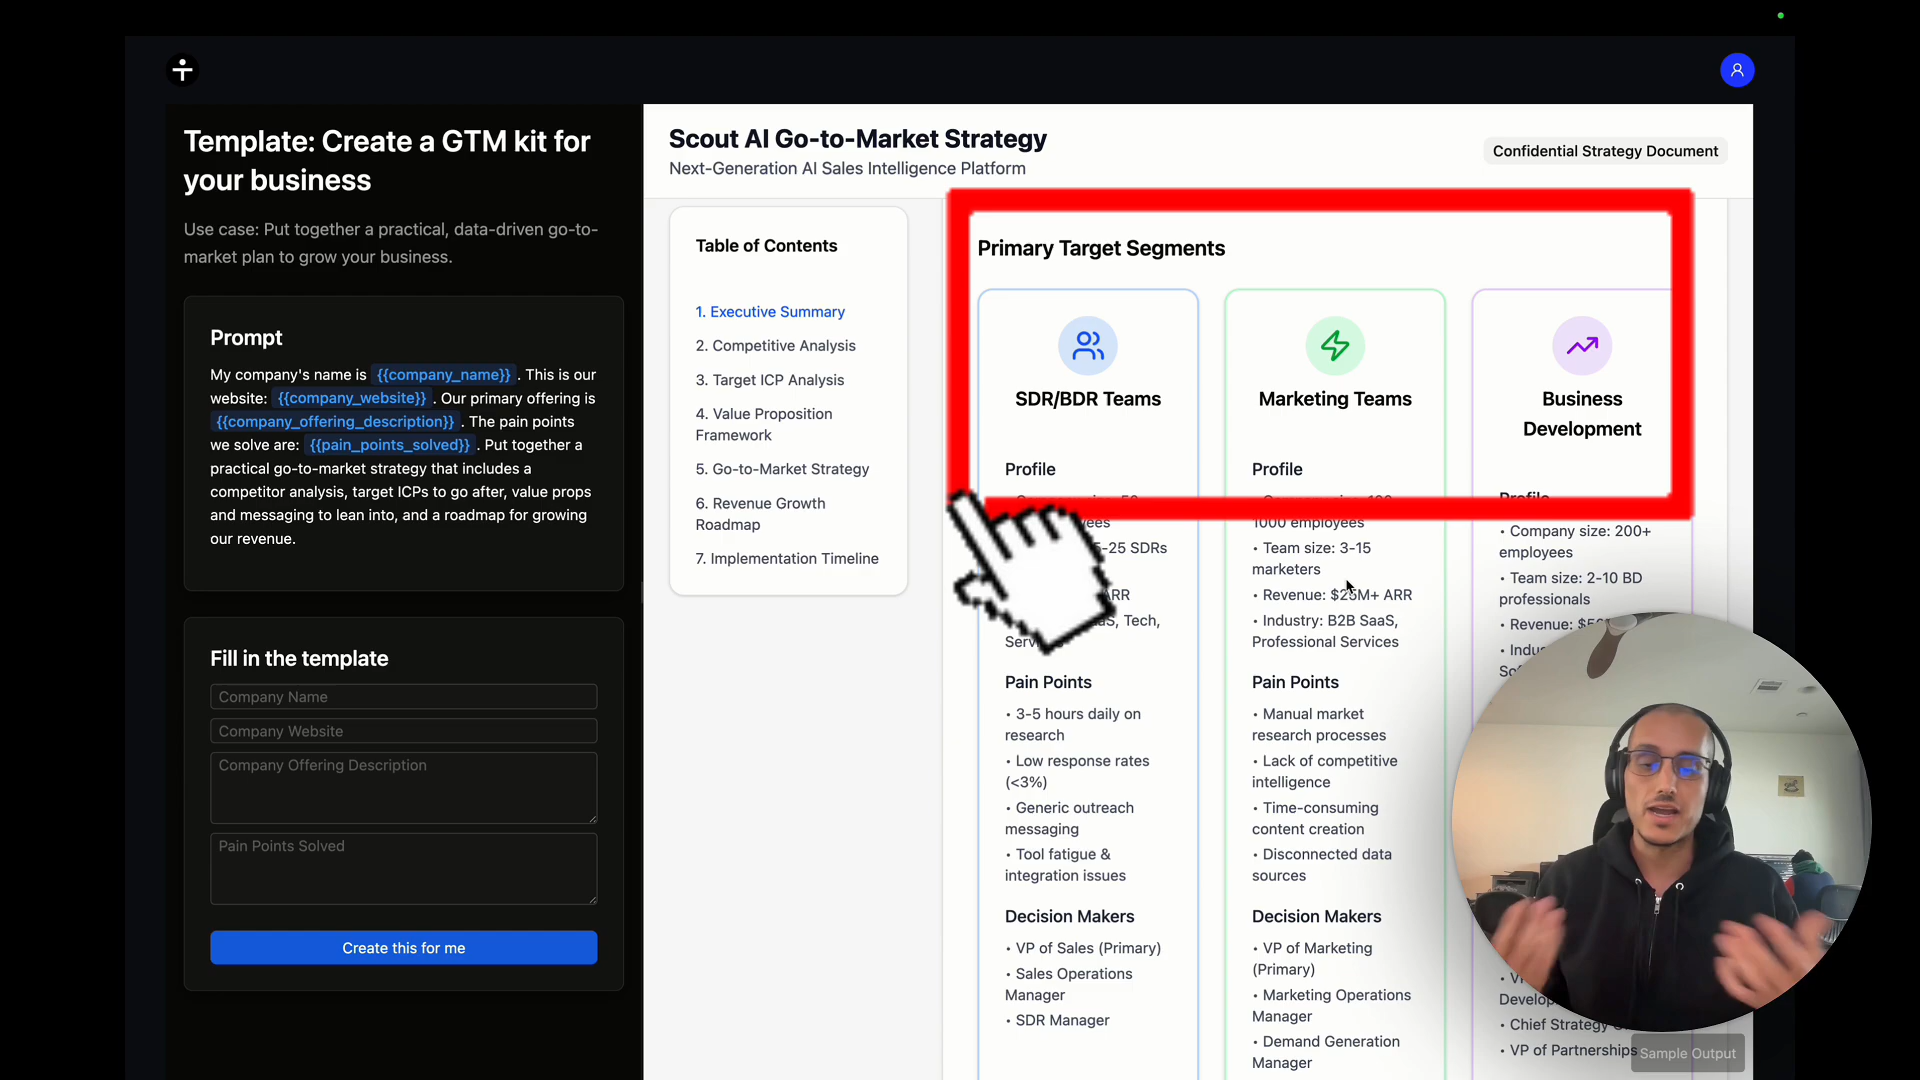 Template: Create a GTM kit for
your business
Use case: Put together a practical, data-driven go-to-
market plan to grow your business.
Prompt
My company's name is {{company_name}} . This is our
website: {{company_website}} . Our primary offering is
{{company_offering_description}} . The pain points
we solve are: {{pain_points_solved}} . Put together a
practical go-to-market strategy that includes a
competitor analysis, target ICPs to go after, value props
and messaging to lean into, and a roadmap for growing
our revenue.
Fill in the template
Company Name
Company Website
Company Offering Description
Pain Points Solved
Create this for me
Scout AI Go-to-Market Strategy
Next-Generation AI Sales Intelligence Platform
Confidential Strategy Document
Table of Contents
1. Executive Summary
2. Competitive Analysis
3. Target ICP Analysis
4. Value Proposition
Framework
5. Go-to-Market Strategy
6. Revenue Growth
Roadmap
7. Implementation Timeline
Primary Target Segments
SDR/BDR Teams
Profile
5-25 SDRs
ARR
Tech,
Pain Points
• 3-5 hours daily on
research
• Low response rates
(<3%)
• Generic outreach
messaging
• Tool fatigue &
integration issues
Decision Makers
• VP of Sales (Primary)
• Sales Operations
Manager
• SDR Manager
Marketing Teams
Profile
1000 employees
• Team size: 3-15
marketers
• Revenue: $25M+ ARR
• Industry: B2B SaaS,
Professional Services
Pain Points
• Manual market
research processes
• Lack of competitive
intelligence
• Time-consuming
content creation
• Disconnected data
sources
Decision Makers
• VP of Marketing
(Primary)
• Marketing Operations
Manager
• Demand Generation
Manager
Business
Development
Profile
• Company size: 200+
employees
• Team size: 2-10 BD
professionals
• Revenue:
• Chief Strategy
• VP of Partnerships
Sample Output